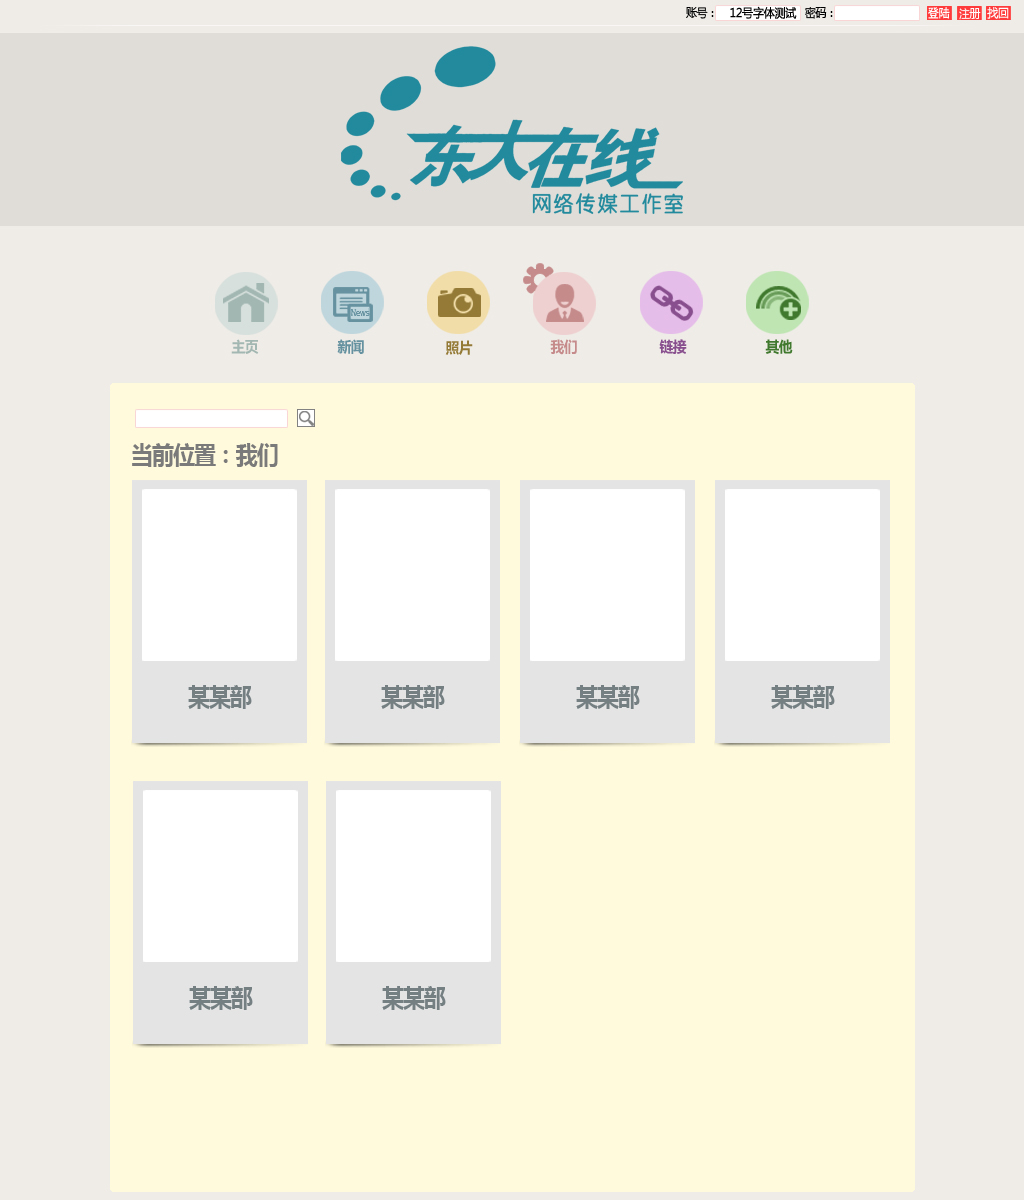 账号： 12号字体测试 密码： 登陆 注册 找回
东大在线
网络传媒工作室
News
主页 新闻 照片 我们 链接 其他
当前位置：我们
某某部 某某部 某某部 某某部
某某部 某某部